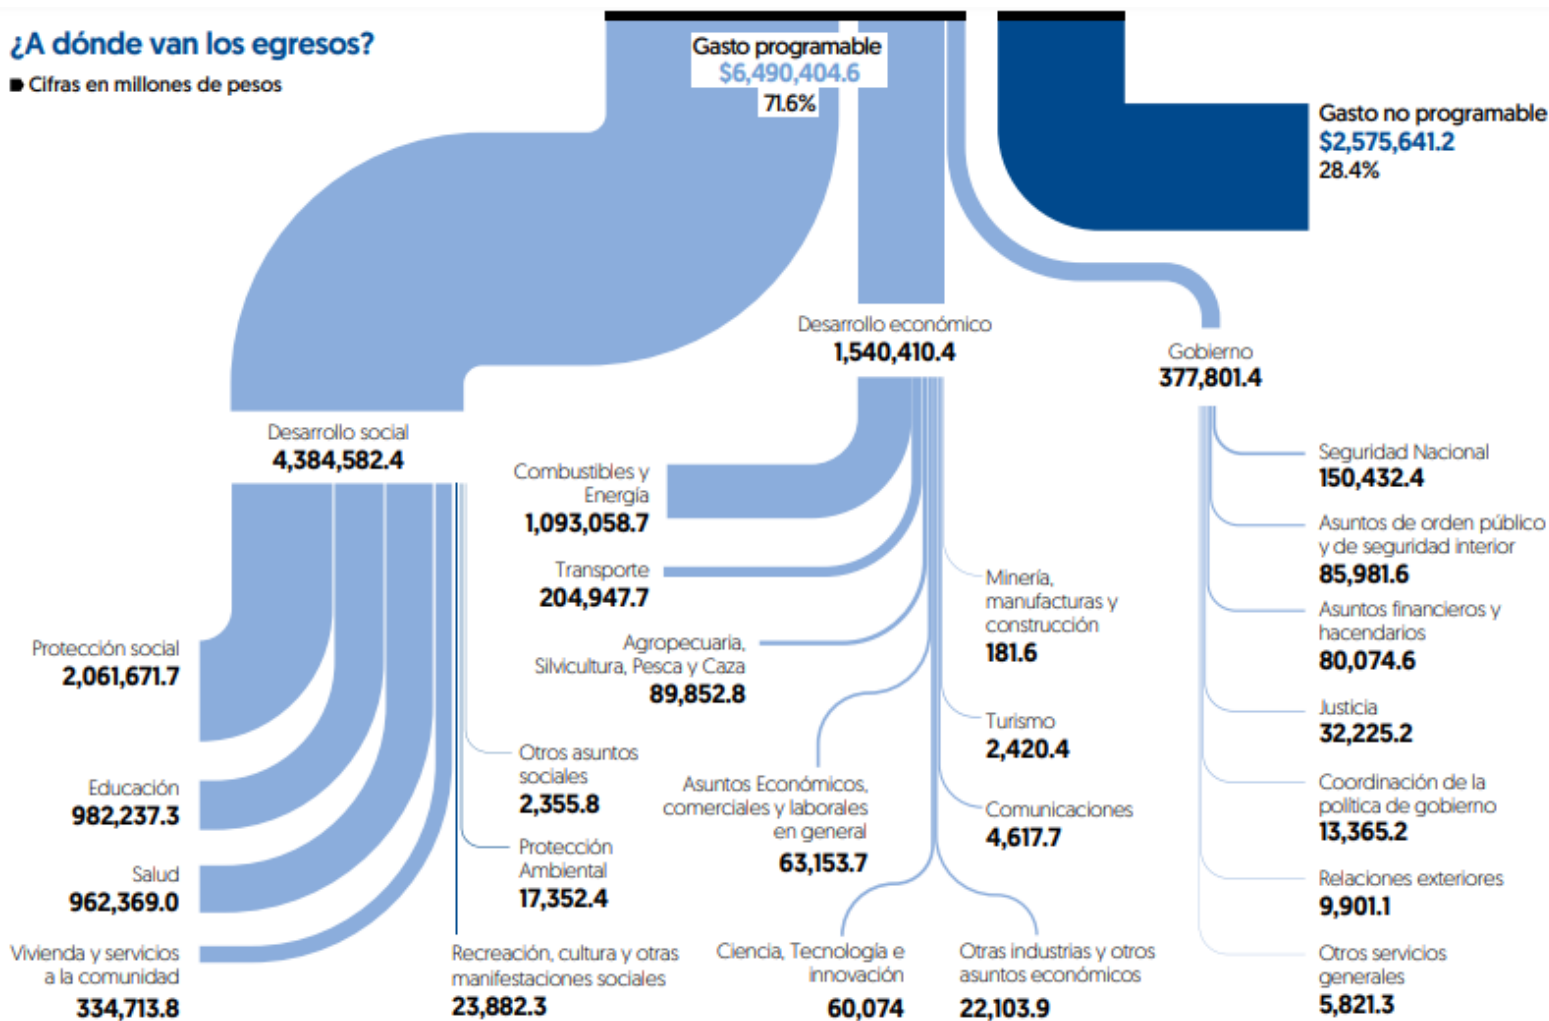 ¿A dónde van los egresos?
Cifras en millones de pesos
Gasto programable
$6,490,404.6
71.6%
Gasto no programable
$2,575,641.2
28.4%
Desarrollo social
4,384,582.4
Desarrollo económico
1,540,410.4
Gobierno
377,801.4
Protección social
2,061,671.7
Educación
982,237.3
Salud
962,369.0
Vivienda y servicios
a la comunidad
334,713.8
Otros asuntos
sociales
2,355.8
Protección
Ambiental
17,352.4
Recreación, cultura y otras
manifestaciones sociales
23,882.3
Combustibles y
Energía
1,093,058.7
Transporte
204,947.7
Agropecuaria,
Silvicultura, Pesca y Caza
89,852.8
Asuntos Económicos,
comerciales y laborales
en general
63,153.7
Ciencia, Tecnología e
innovación
60,074
Minería,
manufacturas y
construcción
181.6
Turismo
2,420.4
Comunicaciones
4,617.7
Otras industrias y otros
asuntos económicos
22,103.9
Seguridad Nacional
150,432.4
Asuntos de orden público
y de seguridad interior
85,981.6
Asuntos financieros y
hacendarios
80,074.6
Justicia
32,225.2
Coordinación de la
política de gobierno
13,365.2
Relaciones exteriores
9,901.1
Otros servicios
generales
5,821.3